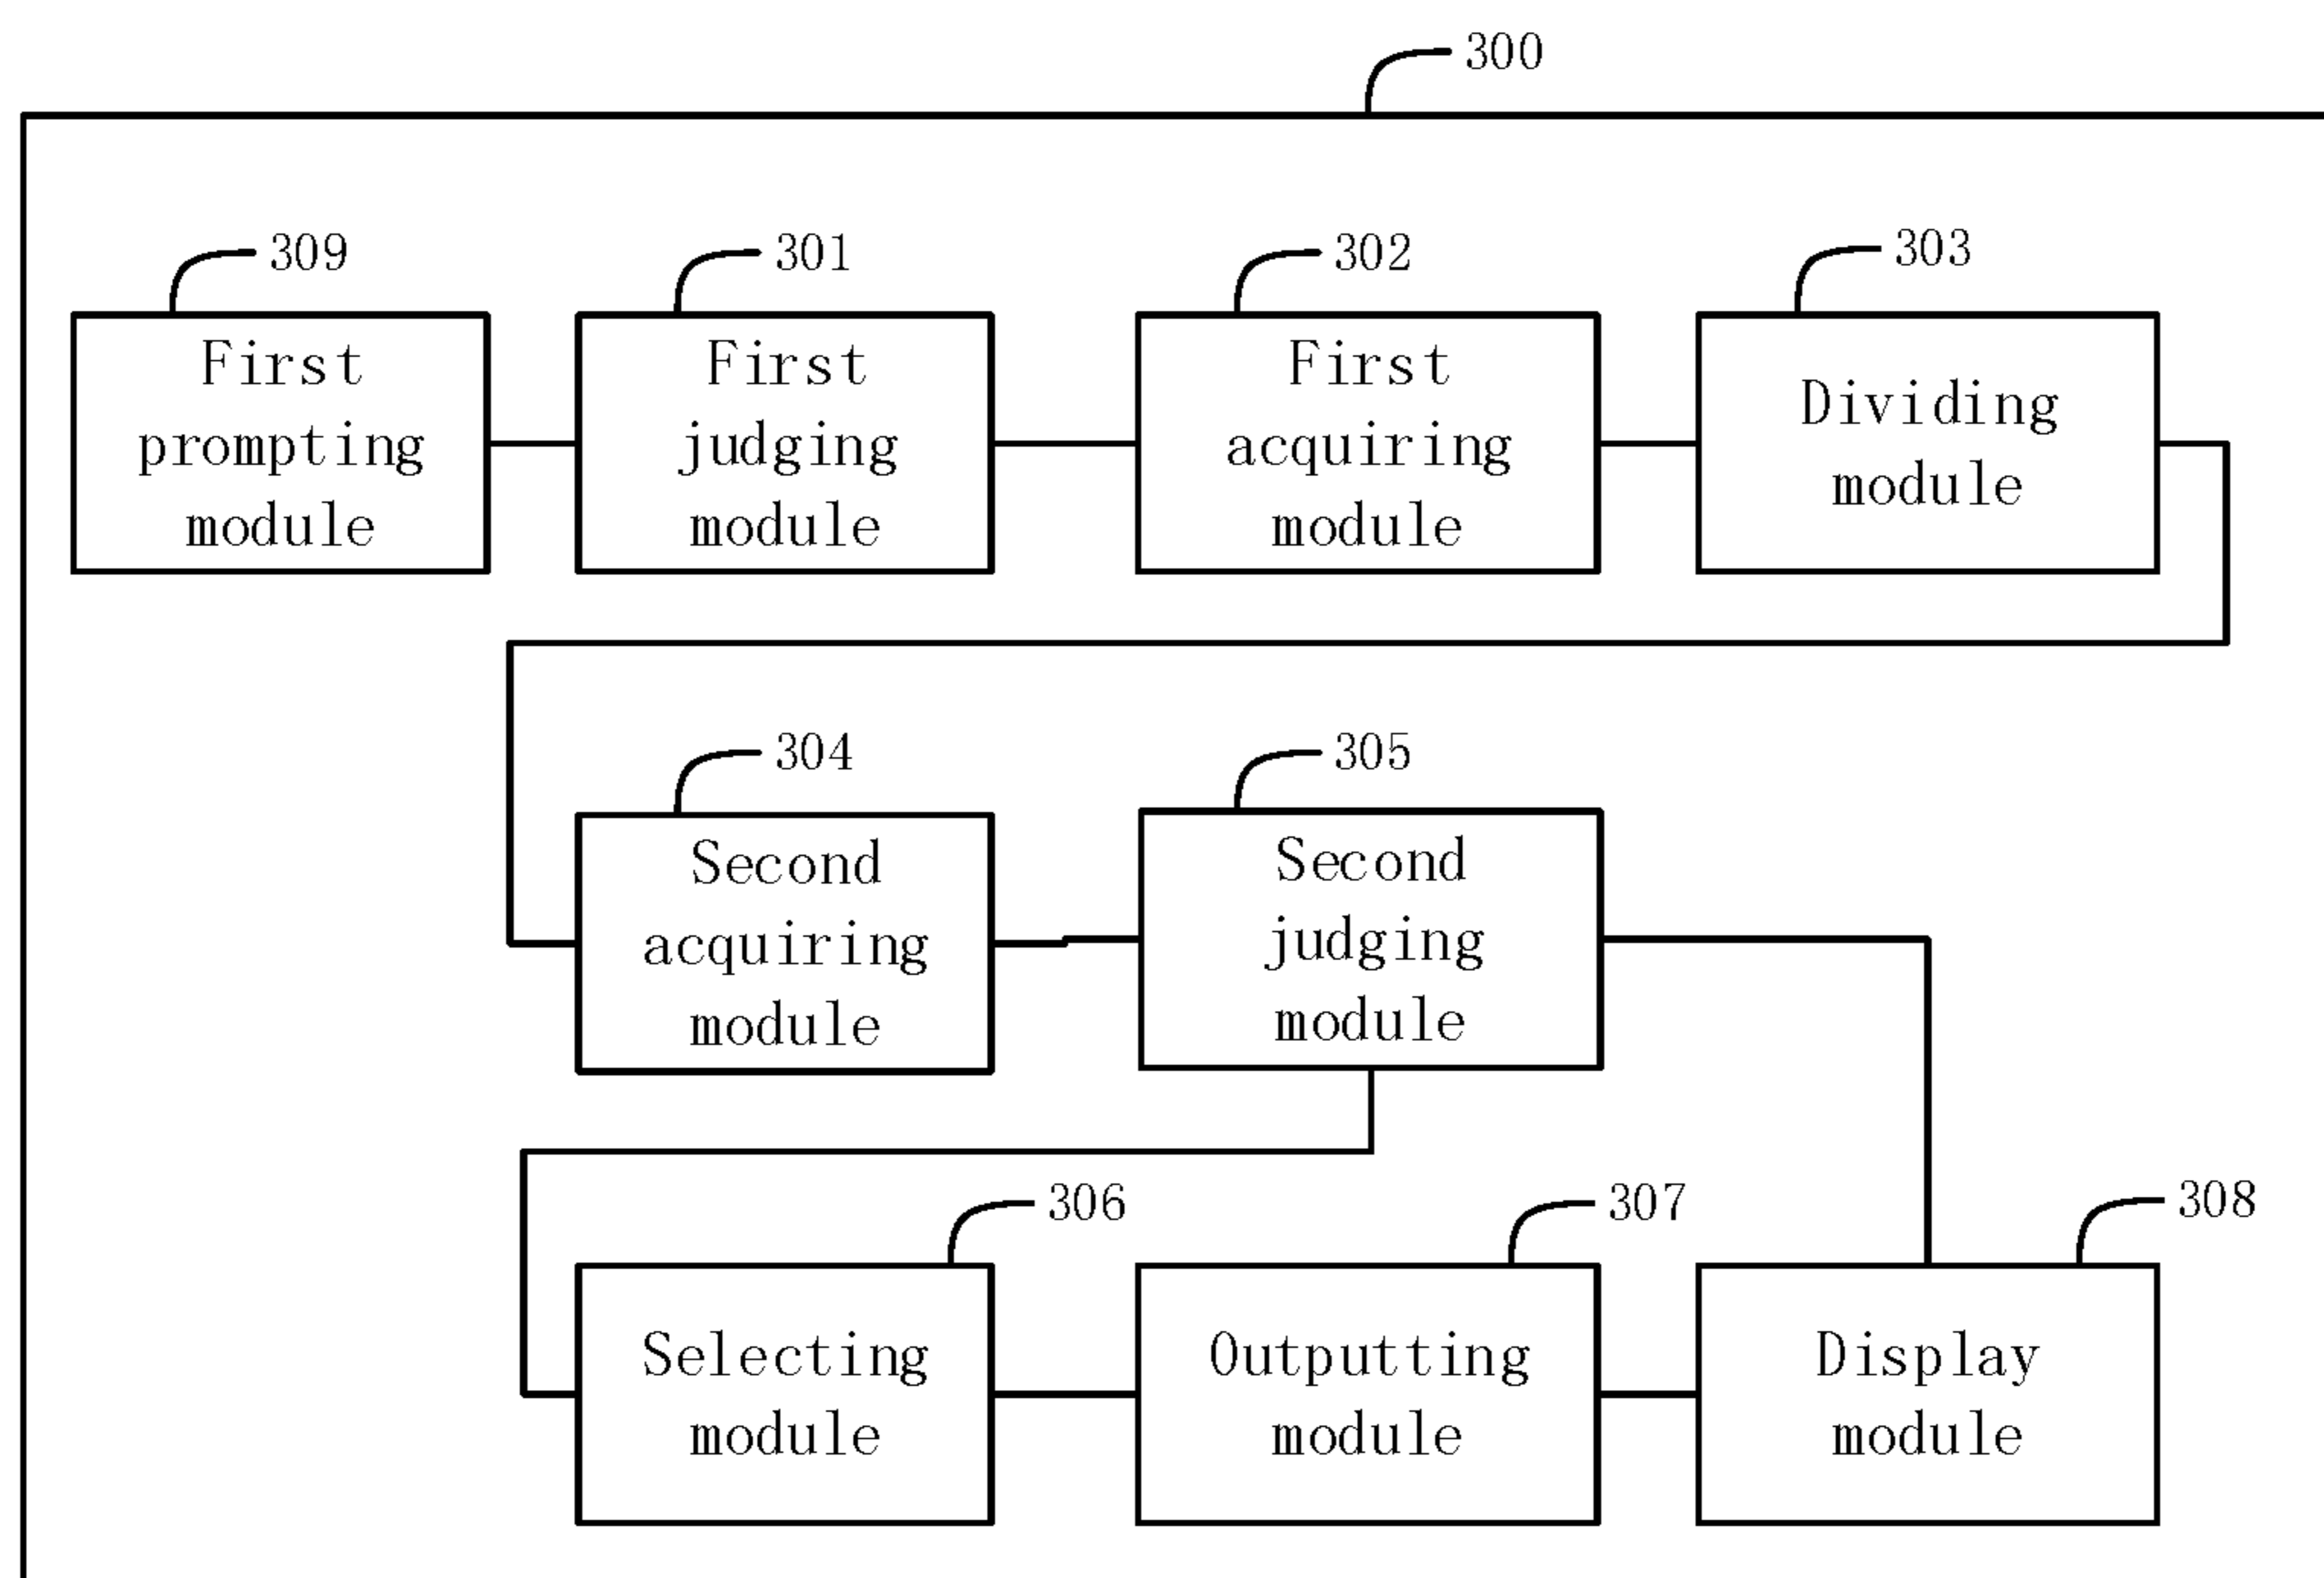 300
309
301
302
303
First
prompting
module
First
judging
module
First
acquiring
module
Dividing
module
304
305
Second
acquiring
module
Second
judging
module
306
307
308
Selecting
module
Outputting
module
Display
module